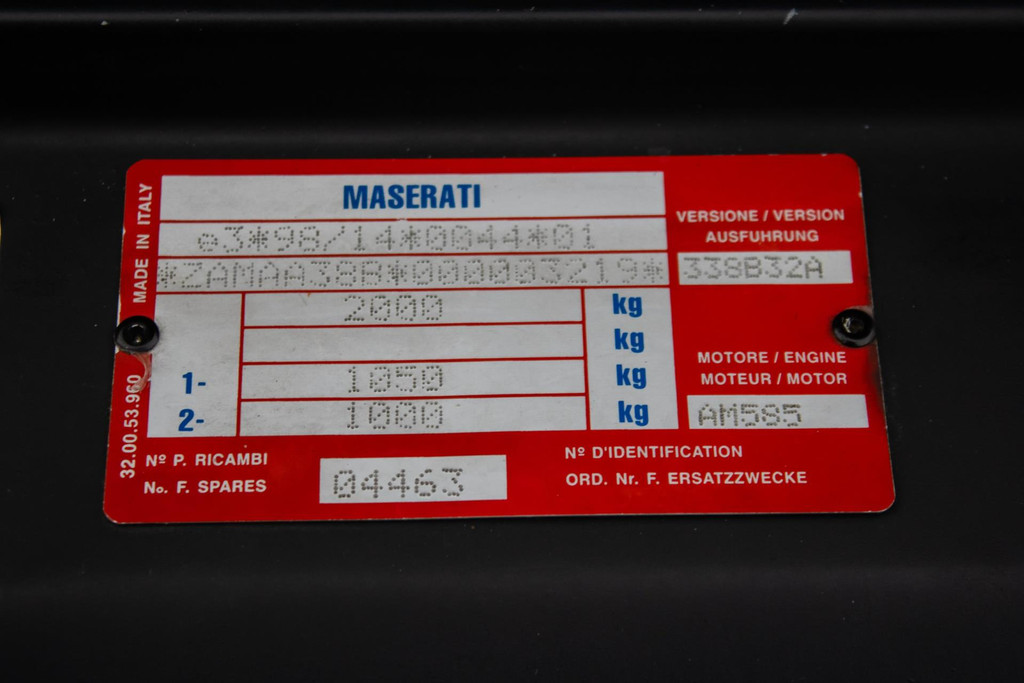 MASERATI
e3*98/14*0044*01
*ZAMAA38B*000003219*
MADE IN ITALY
32.00.53.960
2000 kg
kg
1- 1050 kg
2- 1000 kg
VERSIONE / VERSION
AUSFUHRUNG
338B32A
MOTORE / ENGINE
MOTEUR / MOTOR
AM585
Nº P. RICAMBI
No. F. SPARES
04463
Nº D'IDENTIFICATION
ORD. Nr. F. ERSATZZWECKE